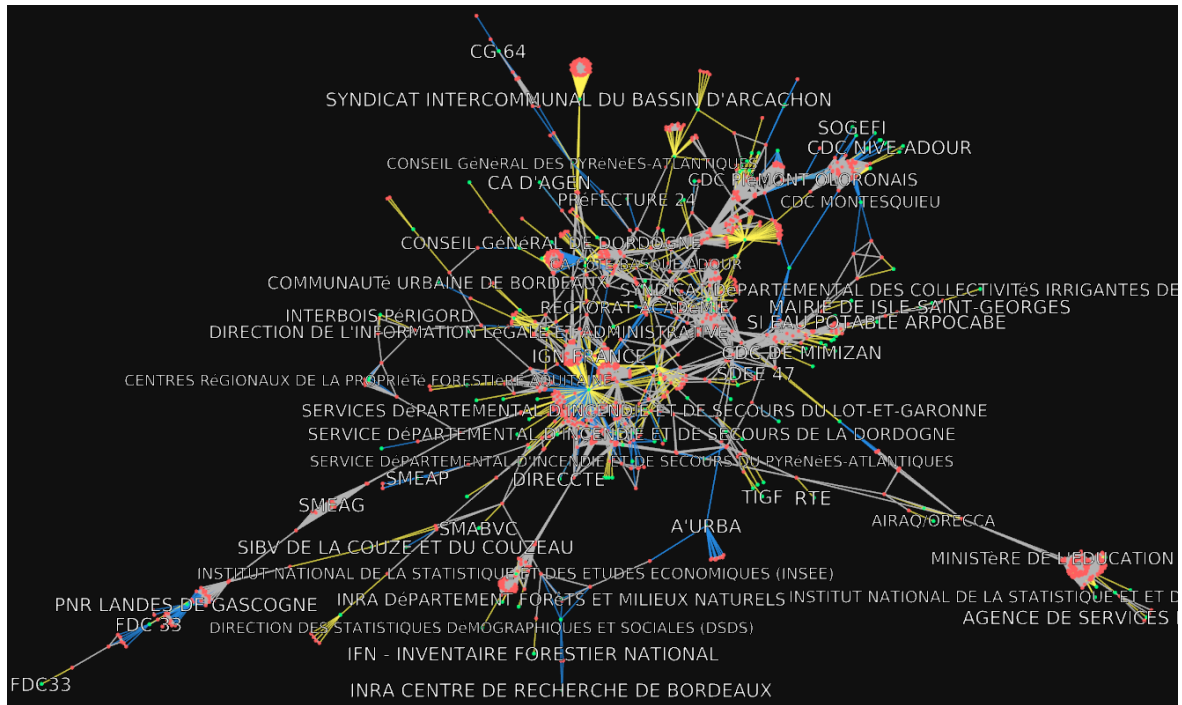 CG 64
SYNDICAT INTERCOMMUNAL DU BASSIN D'ARCACHON
SOGEFI
CDC NIVE-ADOUR
CONSEIL GéNéRAL DES PYRéNéES-ATLANTIQUES
CDC PIéMONT OLORONAIS
CA D'AGEN
PRéFECTURE 24
CDC MONTESQUIEU
CONSEIL GéNéRAL DE DORDOGNE
COMMUNAUTé URBAINE DE BORDEAUX
SYNDICAT DéPARTEMENTAL DES COLLECTIVITéS IRRIGANTES DE
RECTORAT ACADéMIE
MAIRIE DE ISLE-SAINT-GEORGES
INTERBOIS PéRIGORD
SI EAU POTABLE ARPOCABE
DIRECTION DE L'INFORMATION LéGALE ET ADMINISTRATIVE
IGN FRANCE
CDC DE MIMIZAN
CENTRES RéGIONAUX DE LA PROPRIéTé FORESTIèRE AQUITAINE
SDEE 47
SERVICES DéPARTEMENTAL D'INCENDIE ET DE SECOURS DU LOT-ET-GARONNE
SERVICE DéPARTEMENTAL D'INCENDIE ET DE SECOURS DE LA DORDOGNE
SERVICE DéPARTEMENTAL D'INCENDIE ET DE SECOURS DU PYRéNéES-ATLANTIQUES
SMEAP
DIRECCTE
TIGF
RTE
SMEAG
AIRAQ/ORECCA
SMABVC
A'URBA
SIBV DE LA COUZE ET DU COUZEAU
MINISTèRE DE L'EDUCATION
INSTITUT NATIONAL DE LA STATISTIQUE ET DES ETUDES ECONOMIQUES (INSEE)
INRA DéPARTEMENT FORêTS ET MILIEUX NATURELS
INSTITUT NATIONAL DE LA STATISTIQUE ET ET D
PNR LANDES DE GASCOGNE
AGENCE DE SERVICES
FDC 33
DIRECTION DES STATISTIQUES DéMOGRAPHIQUES ET SOCIALES (DSDS)
IFN - INVENTAIRE FORESTIER NATIONAL
FDC33
INRA CENTRE DE RECHERCHE DE BORDEAUX